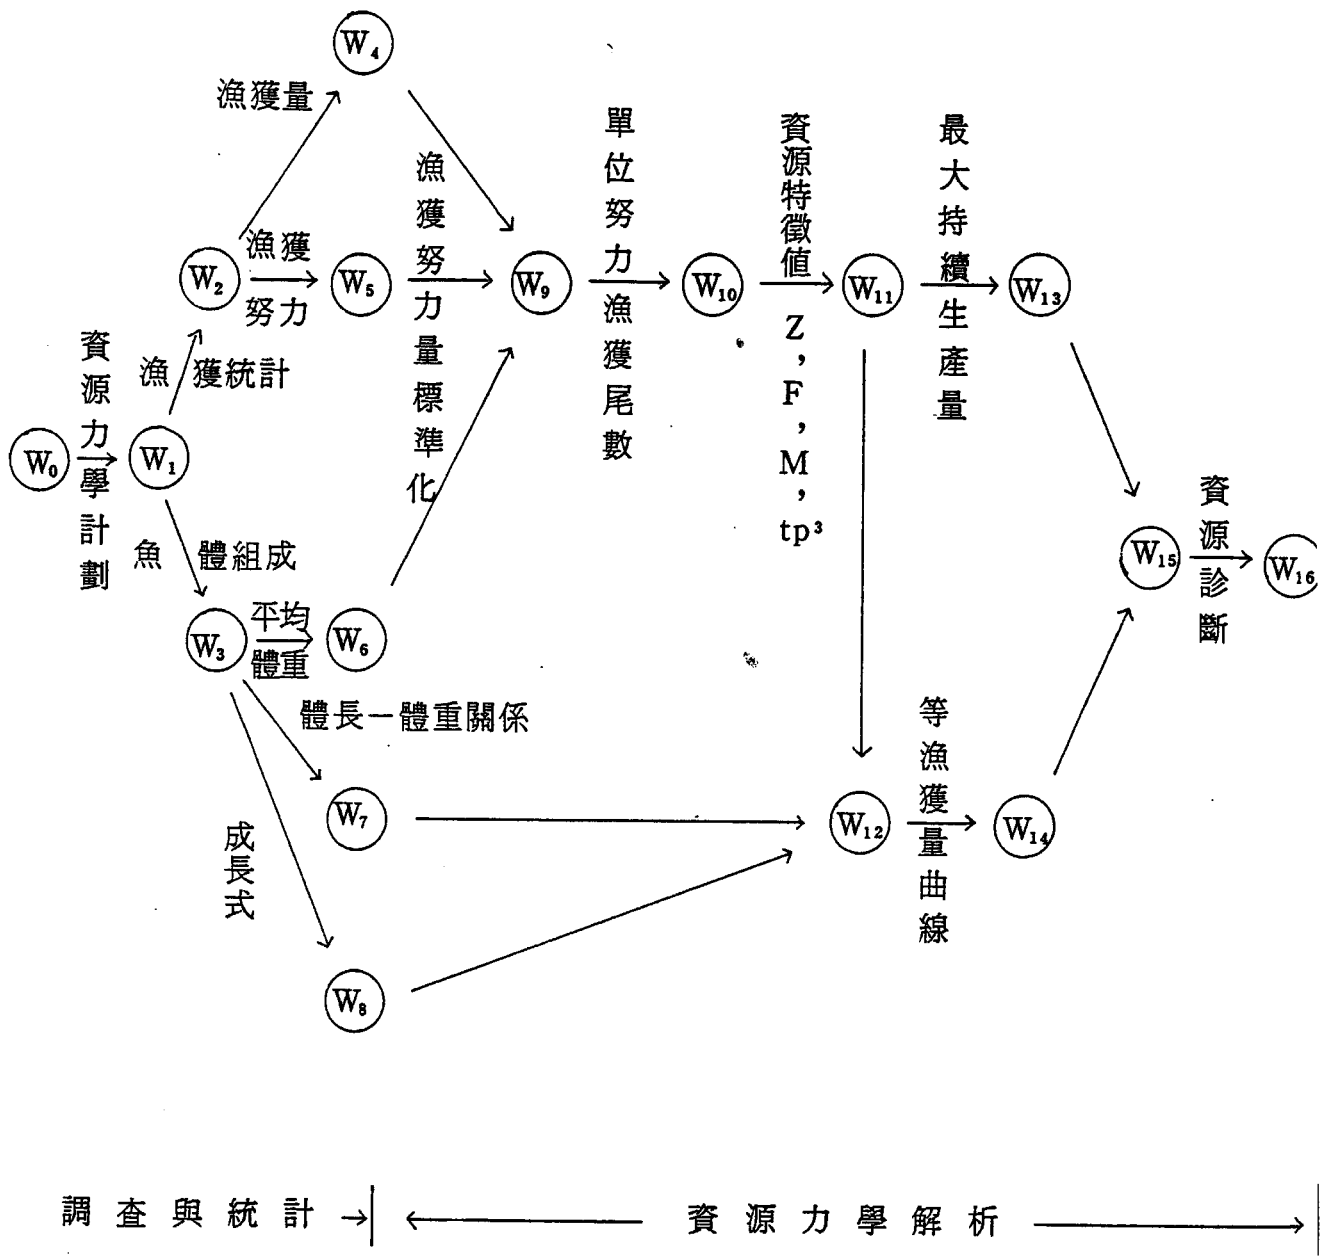 W₄
漁獲量
單位努力漁獲尾數
資源特徵值
Z, F, M, tp³
最大持續生產量
漁獲努力量標準化
W₂
漁獲
努力
W₅
W₉
W₁₀
W₁₁
W₁₃
漁獲統計
資源力學計劃
W₀
W₁
魚體組成
W₃
平均
體重
W₆
體長－體重關係
W₁₅
資源診斷
W₁₆
成長式
W₇
W₁₂
等漁獲量曲線
W₁₄
W₈
調查與統計
資源力學解析